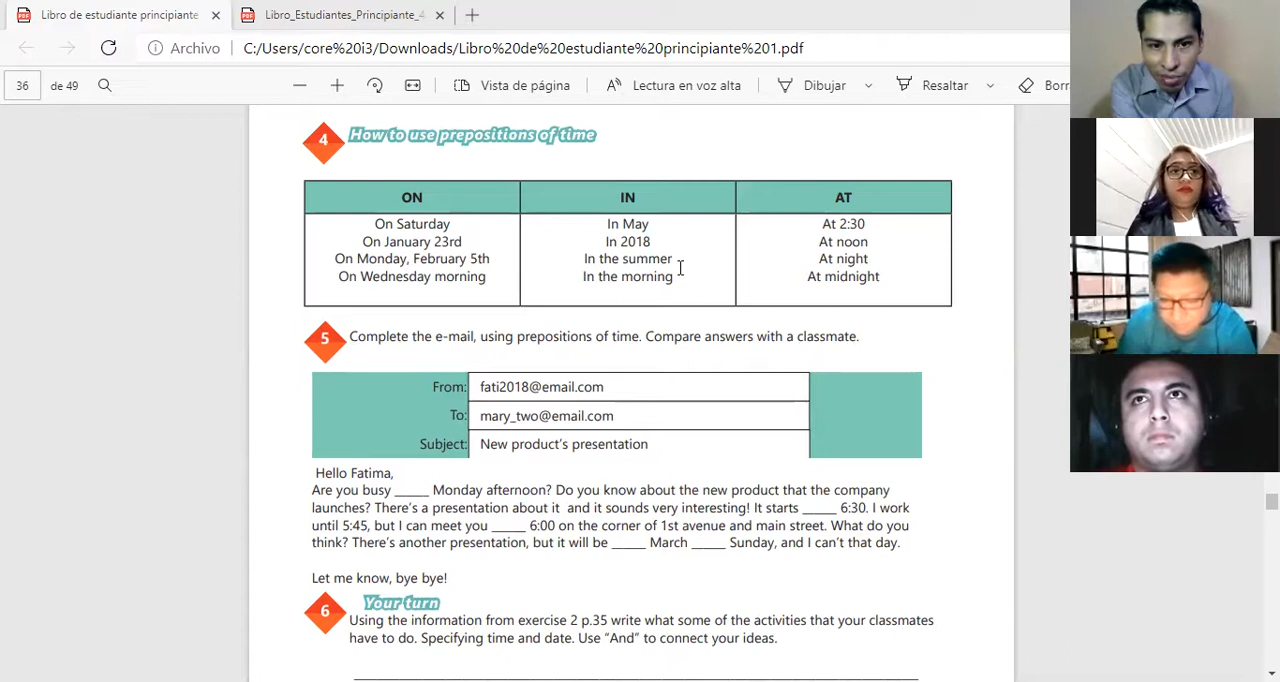 Libro de estudiante principiante
Libro_Estudiantes_Principiante_4
Archivo
C:/Users/core%20i3/Downloads/Libro%20de%20estudiante%20principiante%201.pdf
36 de 49
Vista de página
Lectura en voz alta
Dibujar
Resaltar
Borr
4 How to use prepositions of time
ON IN AT
On Saturday In May At 2:30
On January 23rd In 2018 At noon
On Monday, February 5th In the summer At night
On Wednesday morning In the morning At midnight
5 Complete the e-mail, using prepositions of time. Compare answers with a classmate.
From: fati2018@email.com
To: mary_two@email.com
Subject: New product's presentation
Hello Fatima,
Are you busy _____ Monday afternoon? Do you know about the new product that the company
launches? There's a presentation about it and it sounds very interesting! It starts _____ 6:30. I work
until 5:45, but I can meet you _____ 6:00 on the corner of 1st avenue and main street. What do you
think? There's another presentation, but it will be _____ March _____ Sunday, and I can't that day.
Let me know, bye bye!
6 Your turn
Using the information from exercise 2 p.35 write what some of the activities that your classmates
have to do. Specifying time and date. Use “And” to connect your ideas.